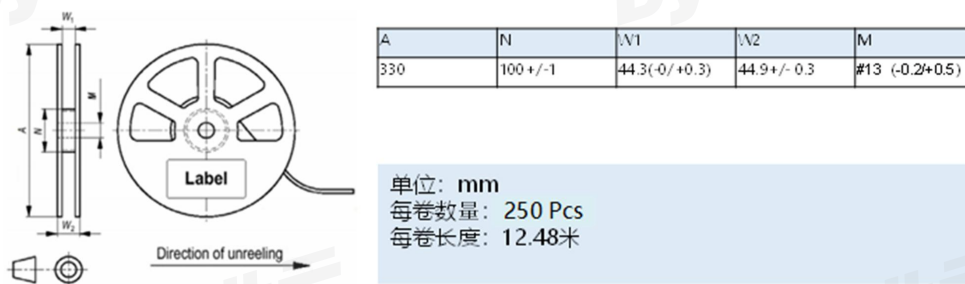 W1
A
N
M
W2
Label
Direction of unreeling
A N W1 W2 M
330 100 +/-1 44.3(-0/+0.3) 44.9+/- 0.3 #13 (-0.2/+0.5)
单位：mm
每卷数量：250 Pcs
每卷长度：12.48米